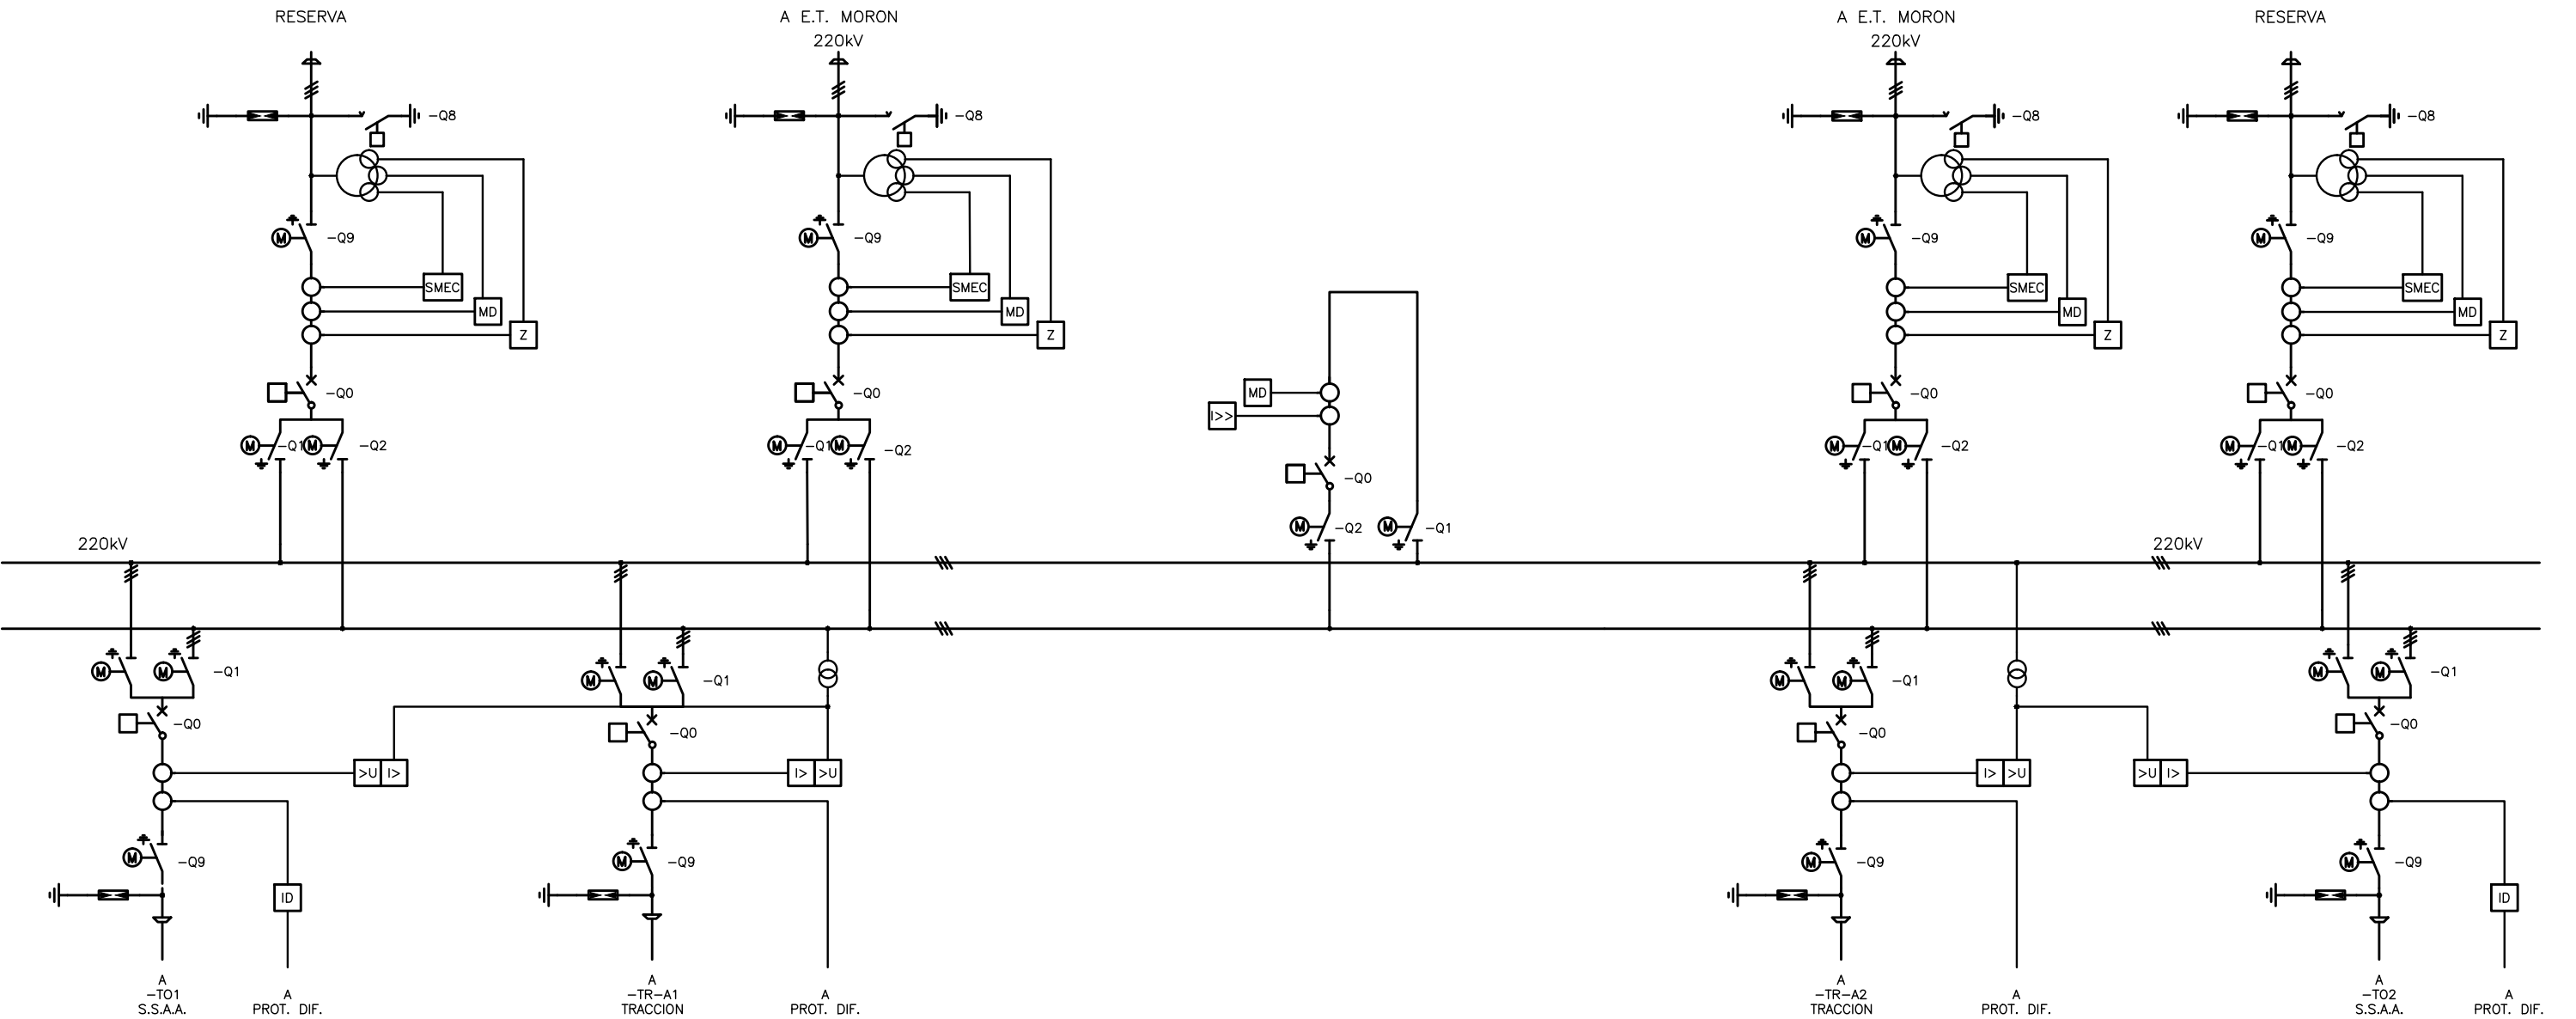 RESERVA
A E.T. MORON
A E.T. MORON
RESERVA
220kV
220kV
-Q8
-Q8
-Q8
-Q8
M
-Q9
M
-Q9
M
-Q9
M
-Q9
SMEC
SMEC
SMEC
SMEC
MD
MD
MD
MD
Z
Z
Z
Z
-Q0
-Q0
MD
-Q0
-Q0
I>>
M
-Q1
M
-Q2
M
-Q1
M
-Q2
M
-Q1
M
-Q2
M
-Q1
M
-Q2
-Q0
M
-Q2
M
-Q1
220kV
220kV
M
M
-Q1
M
M
-Q1
M
M
-Q1
M
M
-Q1
-Q0
-Q0
-Q0
-Q0
>U I>
I> >U
I> >U
>U I>
M
-Q9
M
-Q9
M
-Q9
M
-Q9
ID
ID
A
-TO1
S.S.A.A.
A
PROT. DIF.
A
-TR-A1
TRACCION
A
PROT. DIF.
A
-TR-A2
TRACCION
A
PROT. DIF.
A
-TO2
S.S.A.A.
A
PROT. DIF.